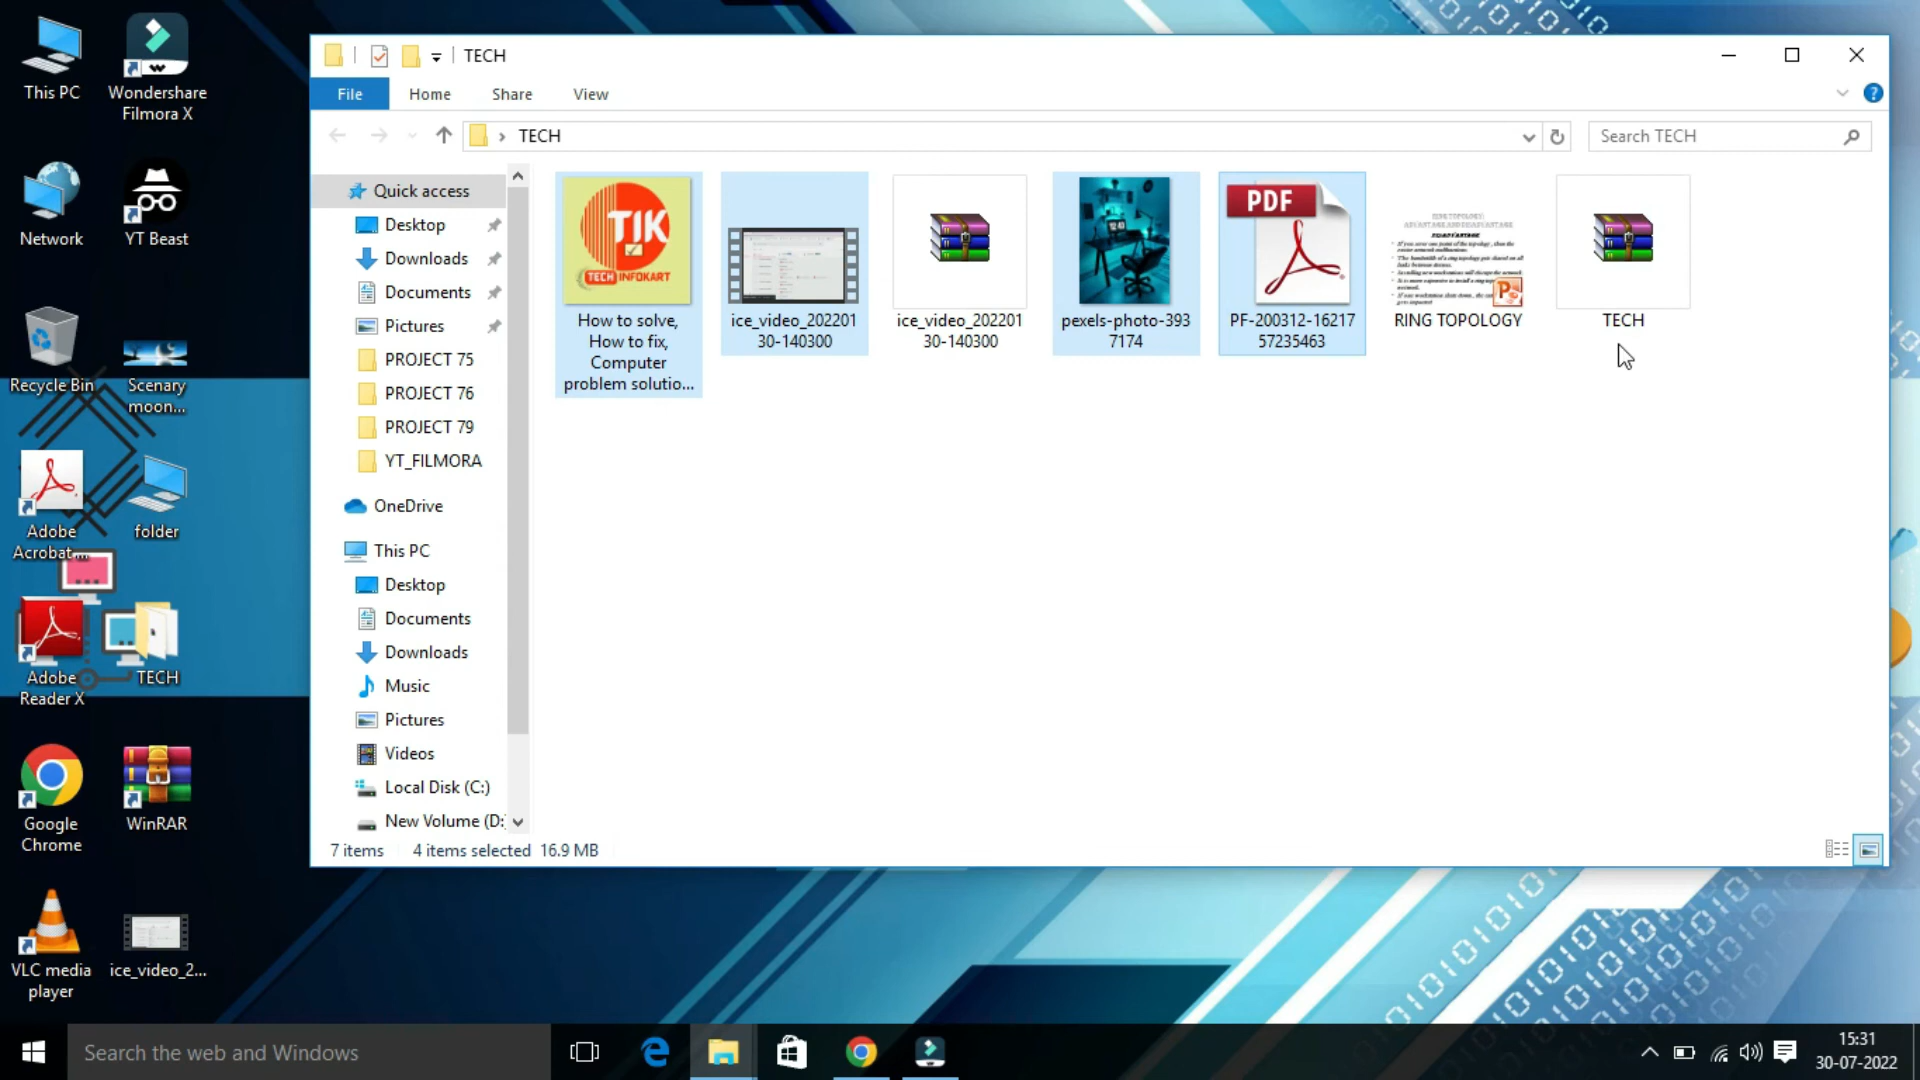 This PC
Wondershare
Filmora X
Network
YT Beast
Recycle Bin
Scenary
moon...
Adobe
Acrobat...
folder
Adobe
Reader X
TECH
Google
Chrome
WinRAR
VLC media
player
ice_video_2...
TECH
File
Home
Share
View
TECH
Search TECH
Quick access
Desktop
Downloads
Documents
Pictures
PROJECT 75
PROJECT 76
PROJECT 79
YT_FILMORA
OneDrive
This PC
Desktop
Documents
Downloads
Music
Pictures
Videos
Local Disk (C:)
New Volume (D:
TIK
TECH INFOKART
How to solve,
How to fix,
Computer
problem solutio...
ice_video_202201
30-140300
ice_video_202201
30-140300
pexels-photo-393
7174
PDF
PF-200312-16217
57235463
RING TOPOLOGY
TECH
7 items
4 items selected 16.9 MB
Search the web and Windows
15:31
30-07-2022